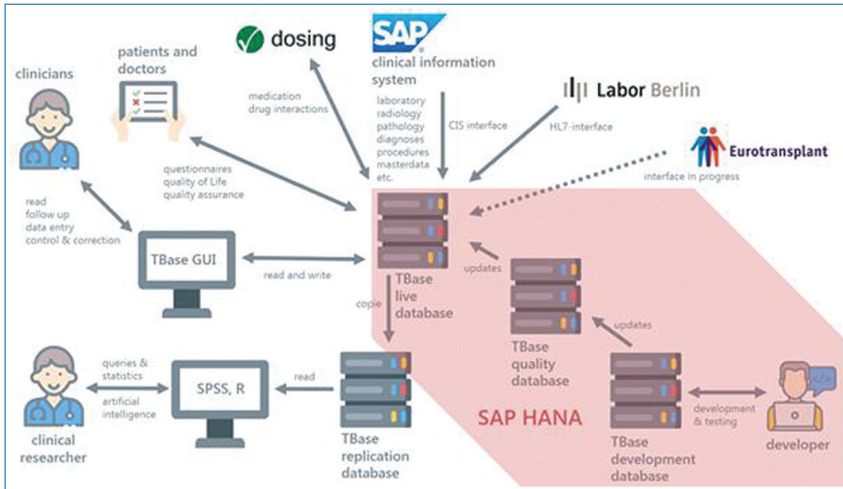 clinicians
patients and
doctors
dosing
SAP
clinical information
system
laboratory
radiology
pathology
diagnoses
procedures
masterdata
etc.
medication
drug interactions
CIS interface
Labor Berlin
HL7-interface
Eurotransplant
interface in progress
questionnaires
quality of Life
quality assurance
read
follow up
data entry
control & correction
TBase GUI
read and write
TBase
live
database
updates
copie
TBase
quality
database
updates
queries &
statistics
artificial
intelligence
clinical
researcher
SPSS, R
read
TBase
replication
database
SAP HANA
TBase
development database
development
& testing
</>
developer